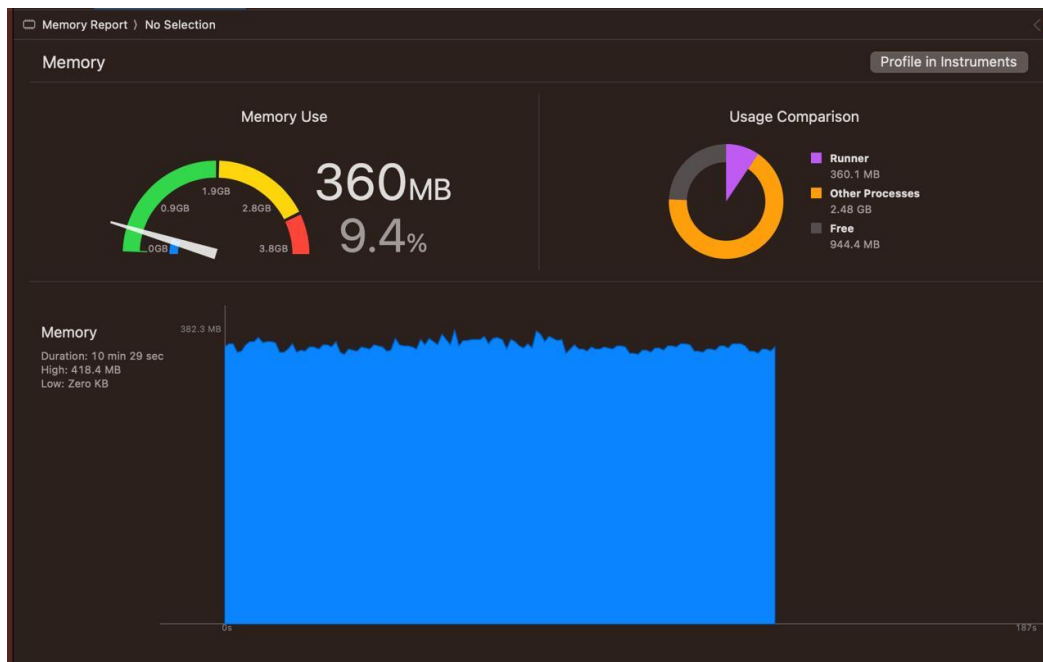 Memory Report 〉 No Selection
Memory
Profile in Instruments
Memory Use
0GB
0.9GB
1.9GB
2.8GB
3.8GB
360MB
9.4%
Usage Comparison
Runner
360.1 MB
Other Processes
2.48 GB
Free
944.4 MB
Memory
Duration: 10 min 29 sec
High: 418.4 MB
Low: Zero KB
382.3 MB
0s
187s